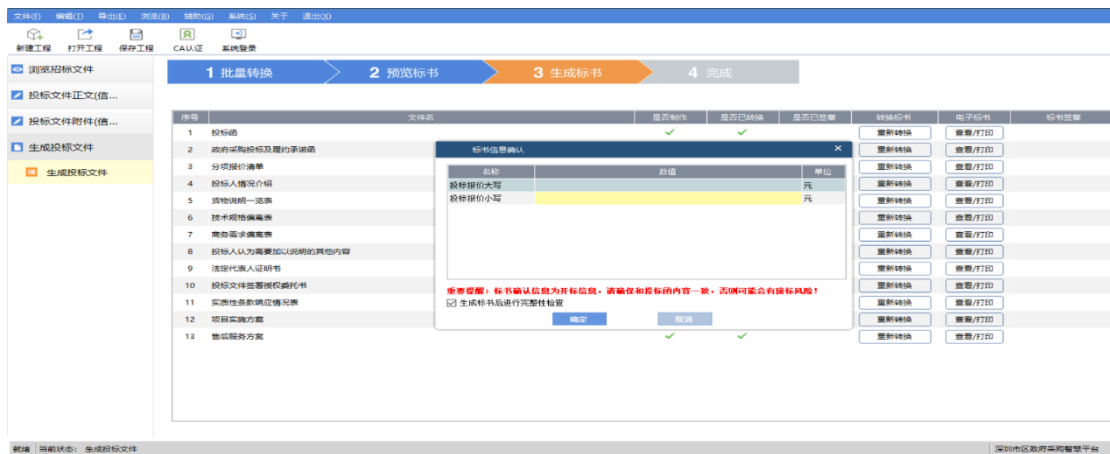 文件(F) 编辑(I) 导出(E) 浏览(B) 辅助(G) 系统(S) 关于 退出(X)
新建工程 打开工程 保存工程 CA认证 系统登录
浏览招标文件
投标文件正文(信...
投标文件附件(信...
生成投标文件
生成投标文件
1 批量转换 2 预览标书 3 生成标书 4 完成
序号 文件名 是否制作 是否已转换 是否已签章 转换标书 电子标书 标书签章
1 投标函 重新转换 查看/打印
2 政府采购投标及履约承诺函 重新转换 查看/打印
3 分项报价清单 重新转换 查看/打印
4 投标人情况介绍 重新转换 查看/打印
5 货物说明一览表 重新转换 查看/打印
6 技术规格偏离表 重新转换 查看/打印
7 商务需求偏离表 重新转换 查看/打印
8 投标人认为需要加以说明的其他内容 重新转换 查看/打印
9 法定代表人证明书 重新转换 查看/打印
10 投标文件签署授权委托书 重新转换 查看/打印
11 实质性条款响应情况表 重新转换 查看/打印
12 项目实施方案 重新转换 查看/打印
13 售后服务方案 重新转换 查看/打印
标书信息确认
名称 数值 单位
投标报价大写 元
投标报价小写 元
重要提醒：标书确认信息为开标信息，请确保和投标函内容一致，否则可能会有废标风险！
生成标书后进行完整性检查
确定 取消
就绪 当前状态: 生成投标文件 深圳市区政府采购智慧平台